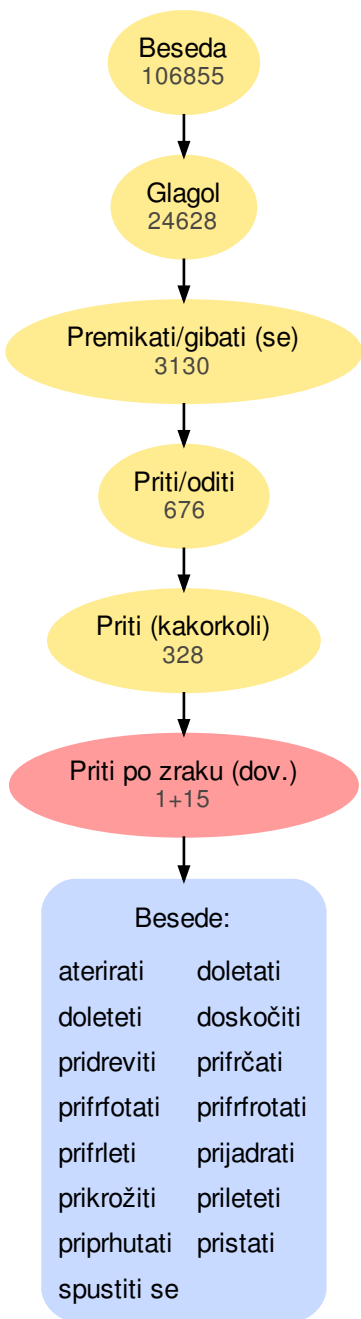 Beseda
106855
Glagol
24628
Premikati/gibati (se)
3130
Priti/oditi
676
Priti (kakorkoli)
328
Priti po zraku (dov.)
1+15
Besede:
aterirati doletati
doleteti doskočiti
pridreviti prifrčati
prifrfotati prifrfrotati
prifrleti prijadrati
prikrožiti prileteti
priprhutati pristati
spustiti se